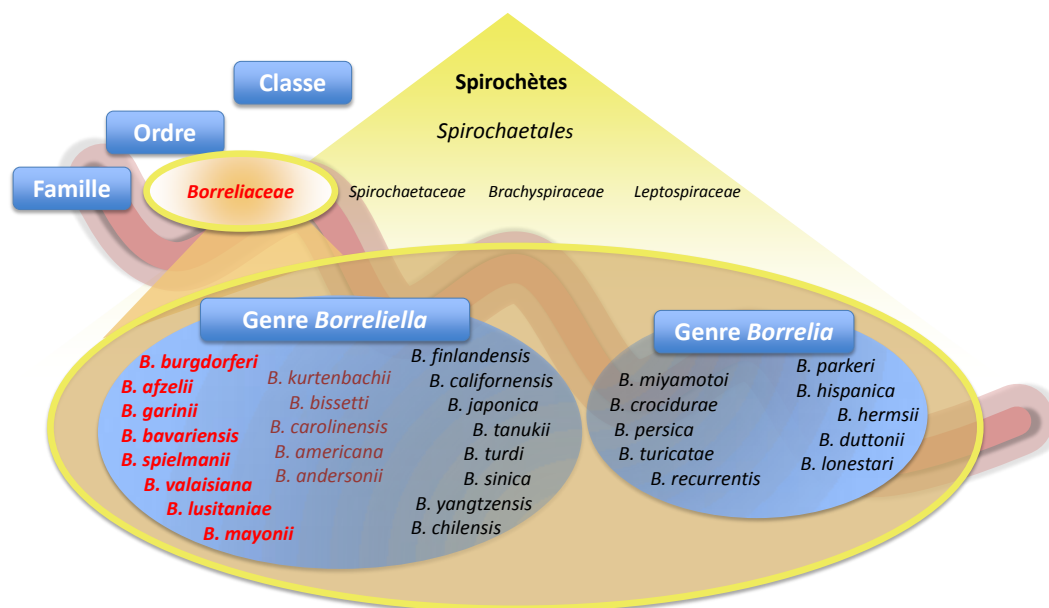 Classe
Spirochètes
Ordre
Spirochaetales
Famille
Borreliaceae
Spirochaetaceae
Brachyspiraceae
Leptospiraceae
Genre Borreliella
B. burgdorferi
B. afzelii
B. garinii
B. bavariensis
B. spielmanii
B. valaisiana
B. lusitaniae
B. mayonii
B. kurtenbachii
B. bissetti
B. carolinensis
B. americana
B. andersonii
B. finlandensis
B. californensis
B. japonica
B. tanukii
B. turdi
B. sinica
B. yangtzensis
B. chilensis
Genre Borrelia
B. miyamotoi
B. crocidurae
B. persica
B. turicatae
B. recurrentis
B. parkeri
B. hispanica
B. hermsii
B. duttonii
B. lonestari